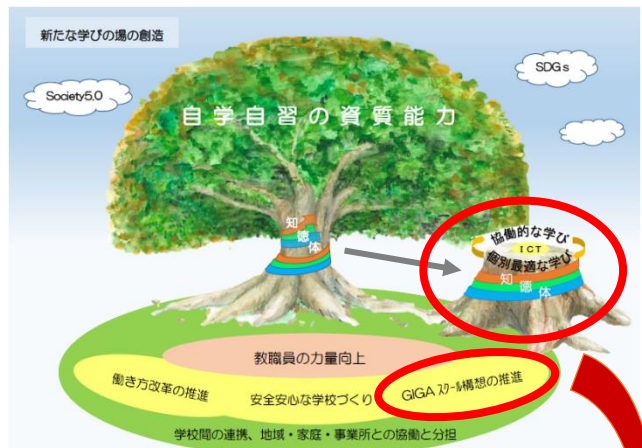 新たな学びの場の創造
SDGs
Society5.0
自学自習の資質能力
知
徳
体
協働的な学び
ICT
個別最適な学び
知
徳
体
教職員の力量向上
働き方改革の推進
安全安心な学校づくり
GIGAスクール構想の推進
学校間の連携、地域・家庭・事業所との協働と分担